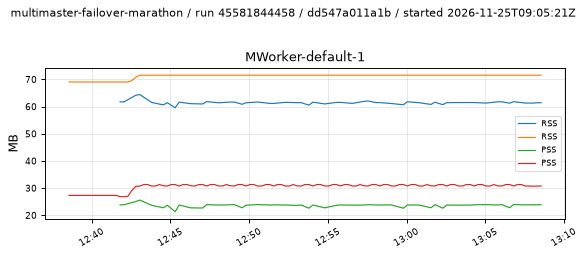 multimaster-failover-marathon / run 45581844458 / dd547a011a1b / started 2026-11-25T09:05:21Z
MWorker-default-1
MB
70
60
50
40
30
20
RSS
RSS
PSS
PSS
12:40
12:45
12:50
12:55
13:00
13:05
13:10